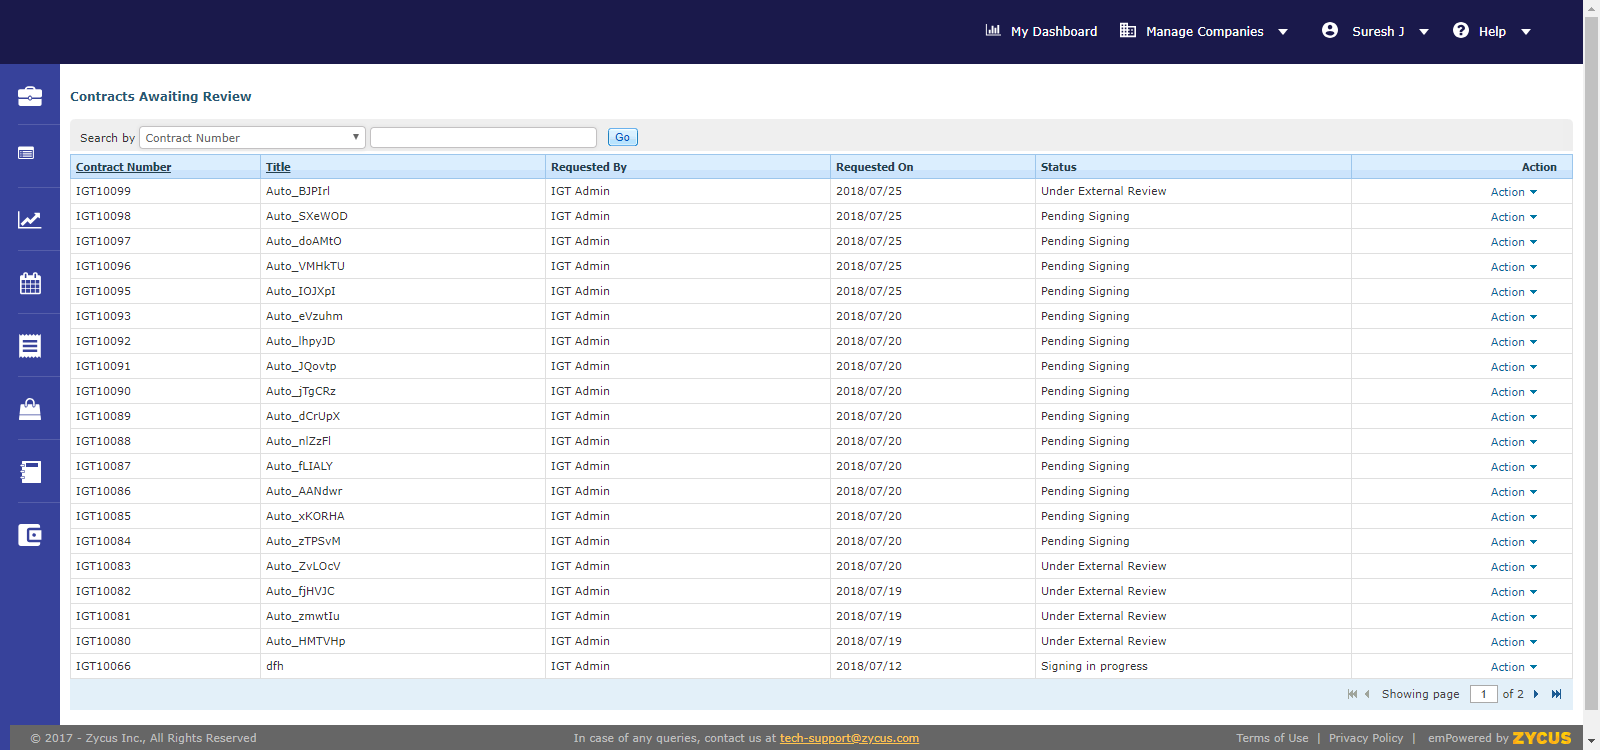 My Dashboard Manage Companies Suresh J Help
Contracts Awaiting Review
Search by Contract Number Go
Contract Number Title Requested By Requested On Status Action
IGT10099 Auto_BJPIrl IGT Admin 2018/07/25 Under External Review Action
IGT10098 Auto_SXeWOD IGT Admin 2018/07/25 Pending Signing Action
IGT10097 Auto_doAMtO IGT Admin 2018/07/25 Pending Signing Action
IGT10096 Auto_VMHkTU IGT Admin 2018/07/25 Pending Signing Action
IGT10095 Auto_IOJXpI IGT Admin 2018/07/25 Pending Signing Action
IGT10093 Auto_eVzuhm IGT Admin 2018/07/20 Pending Signing Action
IGT10092 Auto_lhpyJD IGT Admin 2018/07/20 Pending Signing Action
IGT10091 Auto_JQovtp IGT Admin 2018/07/20 Pending Signing Action
IGT10090 Auto_jTgCRz IGT Admin 2018/07/20 Pending Signing Action
IGT10089 Auto_dCrUpX IGT Admin 2018/07/20 Pending Signing Action
IGT10088 Auto_nlZzFl IGT Admin 2018/07/20 Pending Signing Action
IGT10087 Auto_fLIALY IGT Admin 2018/07/20 Pending Signing Action
IGT10086 Auto_AANdwr IGT Admin 2018/07/20 Pending Signing Action
IGT10085 Auto_xKORHA IGT Admin 2018/07/20 Pending Signing Action
IGT10084 Auto_zTPSvM IGT Admin 2018/07/20 Pending Signing Action
IGT10083 Auto_ZvLOcV IGT Admin 2018/07/20 Under External Review Action
IGT10082 Auto_fjHVJC IGT Admin 2018/07/19 Under External Review Action
IGT10081 Auto_zmwtIu IGT Admin 2018/07/19 Under External Review Action
IGT10080 Auto_HMTVHp IGT Admin 2018/07/19 Under External Review Action
IGT10066 dfh IGT Admin 2018/07/12 Signing in progress Action
Showing page 1 of 2
© 2017 - Zycus Inc., All Rights Reserved In case of any queries, contact us at tech-support@zycus.com Terms of Use | Privacy Policy | emPowered by ZYCUS